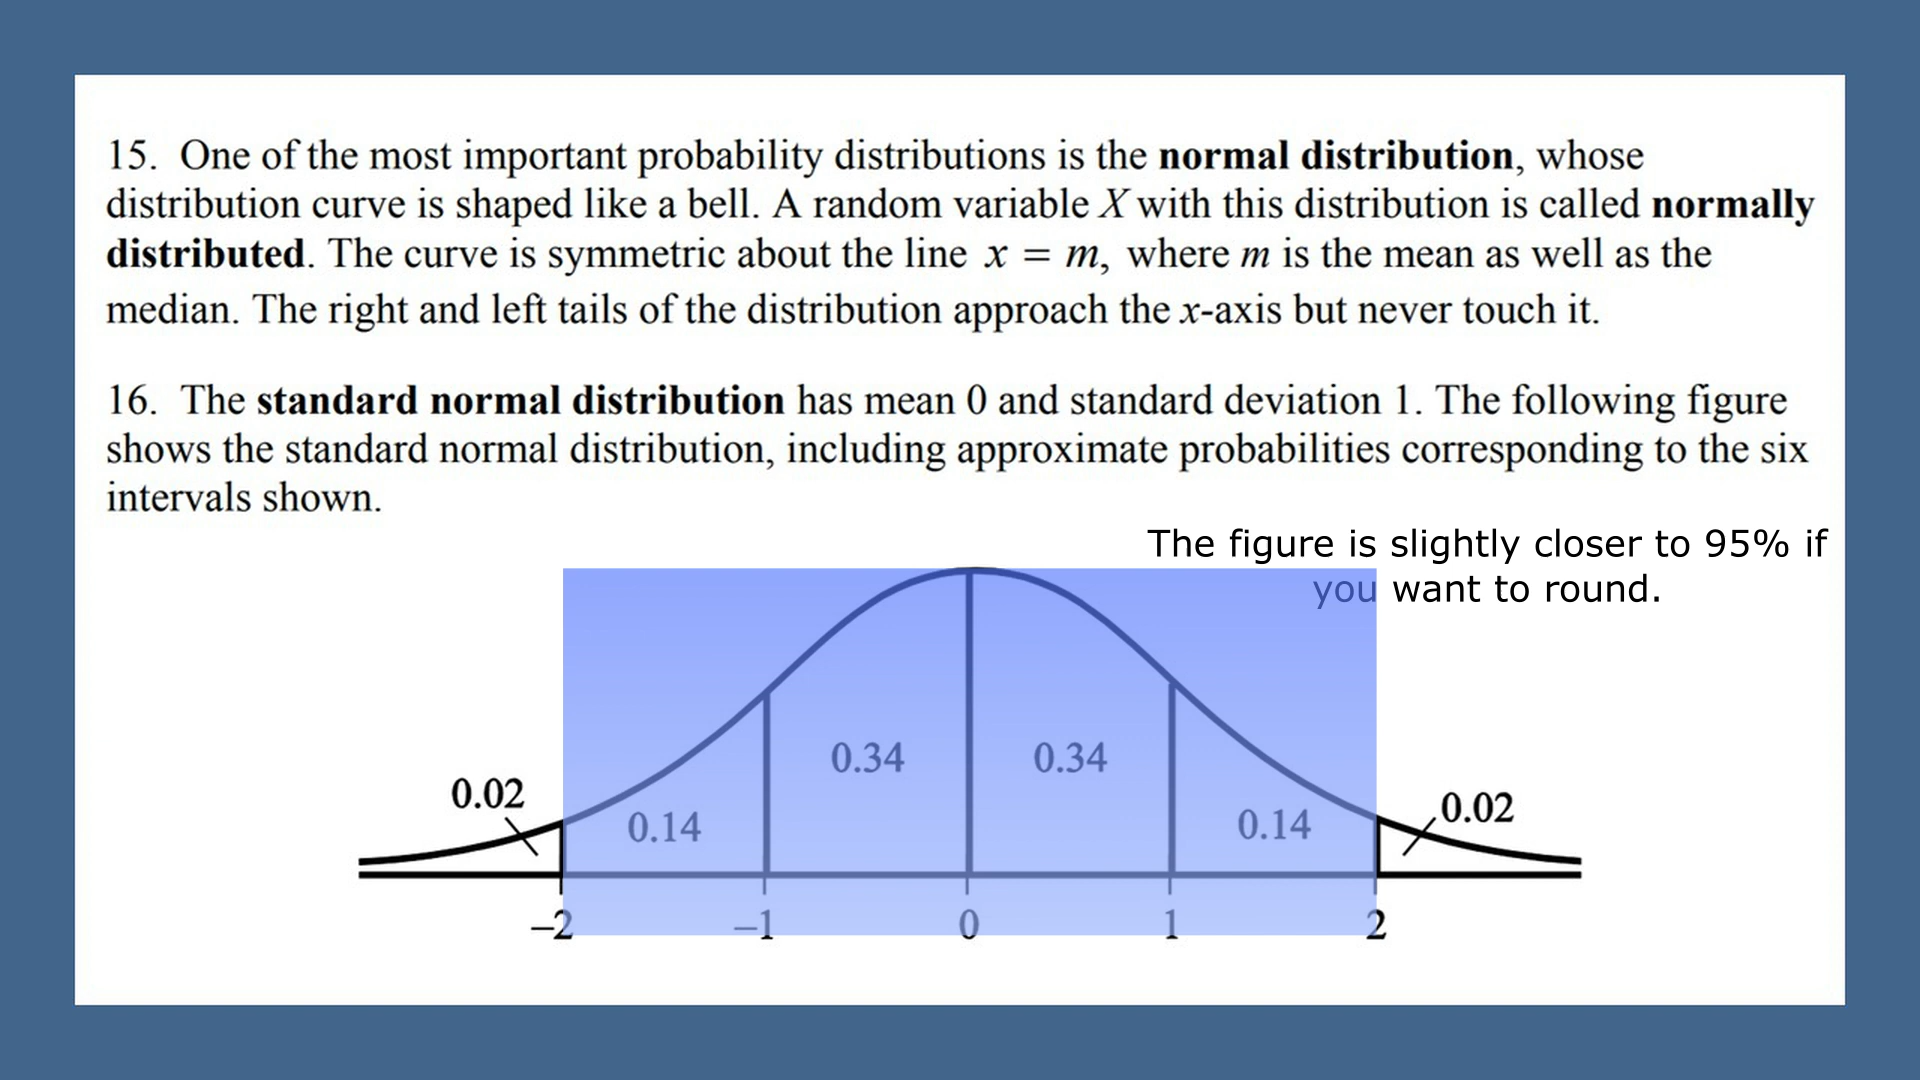 15. One of the most important probability distributions is the normal distribution, whose
distribution curve is shaped like a bell. A random variable X with this distribution is called normally
distributed. The curve is symmetric about the line x = m, where m is the mean as well as the
median. The right and left tails of the distribution approach the x-axis but never touch it.
16. The standard normal distribution has mean 0 and standard deviation 1. The following figure
shows the standard normal distribution, including approximate probabilities corresponding to the six
intervals shown.
The figure is slightly closer to 95% if
you want to round.
0.02 0.14 0.34 0.34 0.14 0.02
–2 –1 0 1 2